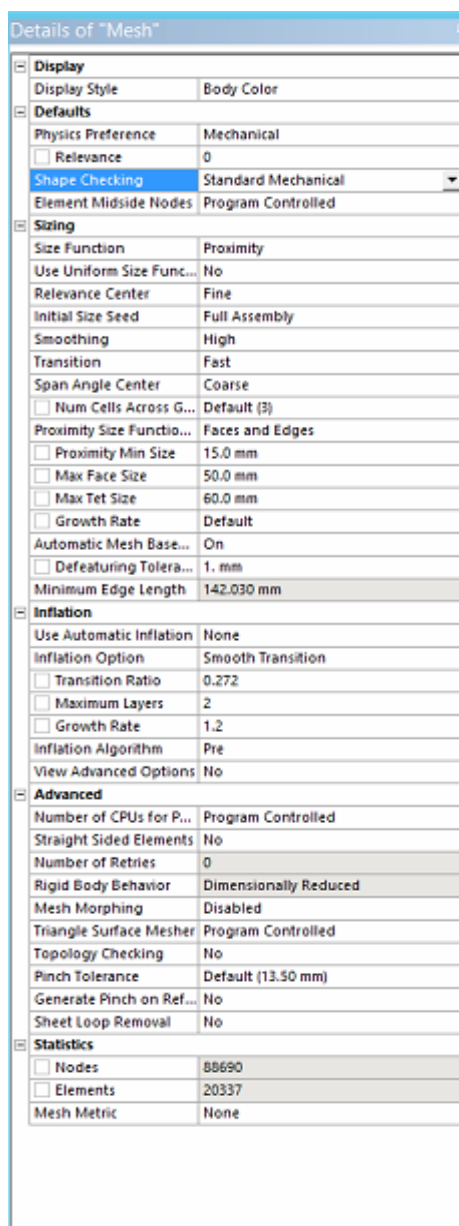 Details of "Mesh"
Display
Display Style Body Color
Defaults
Physics Preference Mechanical
Relevance 0
Shape Checking Standard Mechanical
Element Midside Nodes Program Controlled
Sizing
Size Function Proximity
Use Uniform Size Func... No
Relevance Center Fine
Initial Size Seed Full Assembly
Smoothing High
Transition Fast
Span Angle Center Coarse
Num Cells Across G... Default (3)
Proximity Size Functio... Faces and Edges
Proximity Min Size 15.0 mm
Max Face Size 50.0 mm
Max Tet Size 60.0 mm
Growth Rate Default
Automatic Mesh Base... On
Defeaturing Tolera... 1. mm
Minimum Edge Length 142.030 mm
Inflation
Use Automatic Inflation None
Inflation Option Smooth Transition
Transition Ratio 0.272
Maximum Layers 2
Growth Rate 1.2
Inflation Algorithm Pre
View Advanced Options No
Advanced
Number of CPUs for P... Program Controlled
Straight Sided Elements No
Number of Retries 0
Rigid Body Behavior Dimensionally Reduced
Mesh Morphing Disabled
Triangle Surface Mesher Program Controlled
Topology Checking No
Pinch Tolerance Default (13.50 mm)
Generate Pinch on Ref... No
Sheet Loop Removal No
Statistics
Nodes 88690
Elements 20337
Mesh Metric None